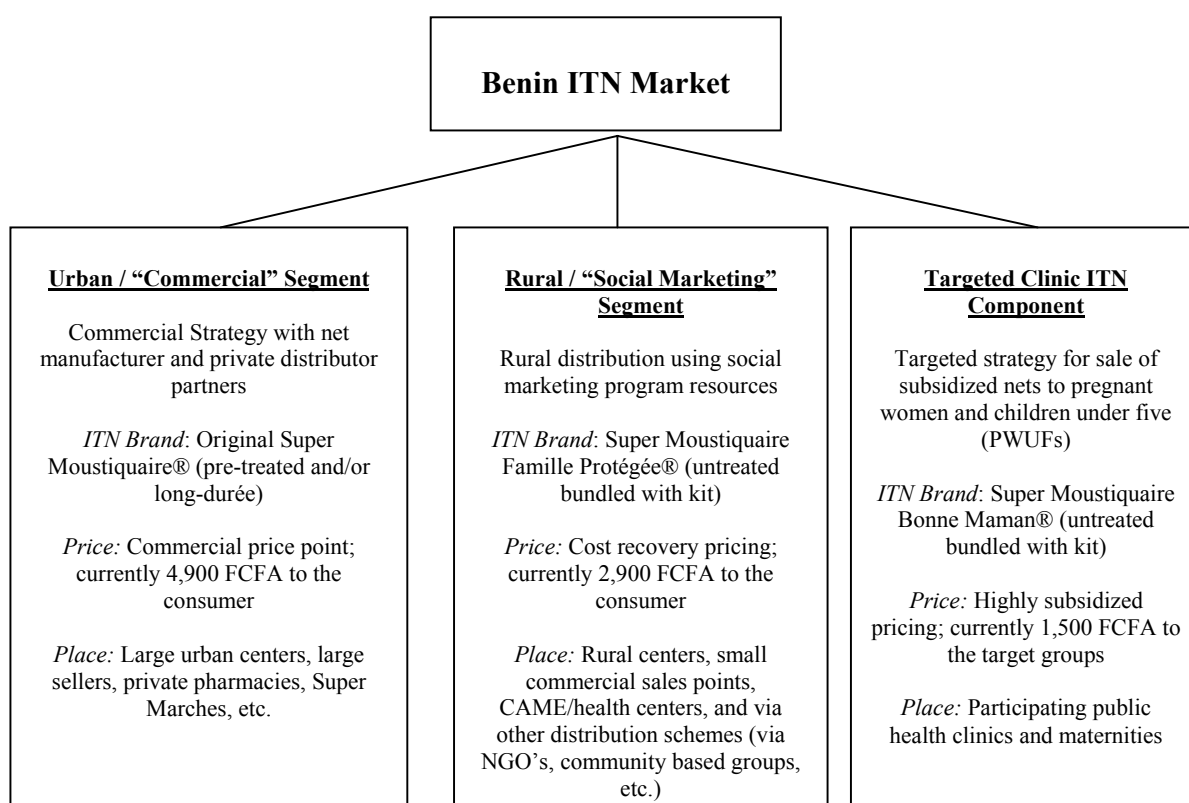 Benin ITN Market
Urban / “Commercial” Segment
Commercial Strategy with net
manufacturer and private distributor
partners
ITN Brand: Original Super
Moustiquaire® (pre-treated and/or
long-durée)
Price: Commercial price point;
currently 4,900 FCFA to the
consumer
Place: Large urban centers, large
sellers, private pharmacies, Super
Marches, etc.
Rural / “Social Marketing”
Segment
Rural distribution using social
marketing program resources
ITN Brand: Super Moustiquaire
Famille Protégée® (untreated
bundled with kit)
Price: Cost recovery pricing;
currently 2,900 FCFA to the
consumer
Place: Rural centers, small
commercial sales points,
CAME/health centers, and via
other distribution schemes (via
NGO’s, community based groups,
etc.)
Targeted Clinic ITN
Component
Targeted strategy for sale of
subsidized nets to pregnant
women and children under five
(PWUFs)
ITN Brand: Super Moustiquaire
Bonne Maman® (untreated
bundled with kit)
Price: Highly subsidized
pricing; currently 1,500 FCFA to
the target groups
Place: Participating public
health clinics and maternities